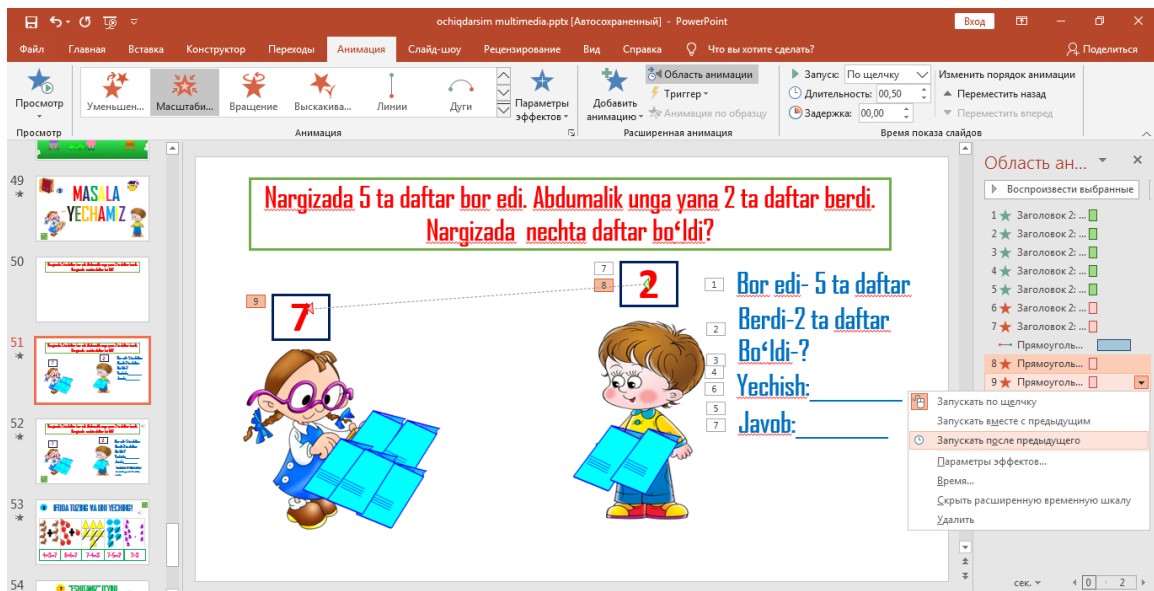 ochiqdarsim multimedia.pptx [Автосохраненный] - PowerPoint
Вход
Файл Главная Вставка Конструктор Переходы Анимация Слайд-шоу Рецензирование Вид Справка Что вы хотите сделать? Поделиться
Просмотр
Уменьшен... Масштаби... Вращение Выскакива... Линии Дуги
Параметры эффектов
Добавить анимацию
Область анимации
Триггер
Анимация по образцу
Запуск: По щелчку
Длительность: 00,50
Задержка: 00,00
Изменить порядок анимации
Переместить назад
Переместить вперед
Просмотр Анимация Расширенная анимация Время показа слайдов
49
MASALA
YECHAMIZ
50
51
52
53
IFODA TUZING VA UNI YECHING!
54
Nargizada 5 ta daftar bor edi. Abdumalik unga yana 2 ta daftar berdi.
Nargizada nechta daftar bo‘ldi?
9
7
7
8
2
1
Bor edi- 5 ta daftar
2
Berdi-2 ta daftar
3
Bo‘ldi-?
4
6
Yechish:
5
7
Javob:
Область ан...
Воспроизвести выбранные
1 Заголовок 2: ...
2 Заголовок 2: ...
3 Заголовок 2: ...
4 Заголовок 2: ...
5 Заголовок 2: ...
6 Заголовок 2: ...
7 Заголовок 2: ...
Прямоуголь...
8 Прямоуголь...
9 Прямоуголь...
Запускать по щелчку
Запускать вместе с предыдущим
Запускать после предыдущего
Параметры эффектов...
Время...
Скрыть расширенную временную шкалу
Удалить
сек. 0 2